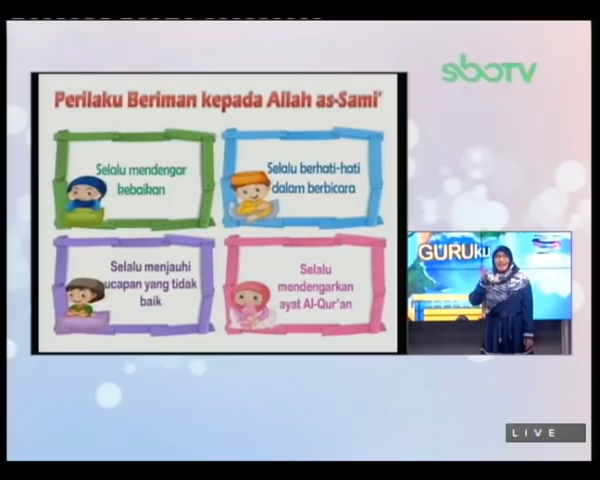 sboTV
Perilaku Beriman kepada Allah as-Sami'
Selalu mendengar
kebaikan
Selalu berhati-hati
dalam berbicara
Selalu menjauhi
ucapan yang tidak
baik
Selalu
mendengarkan
ayat Al-Qur'an
GURUku
LIVE